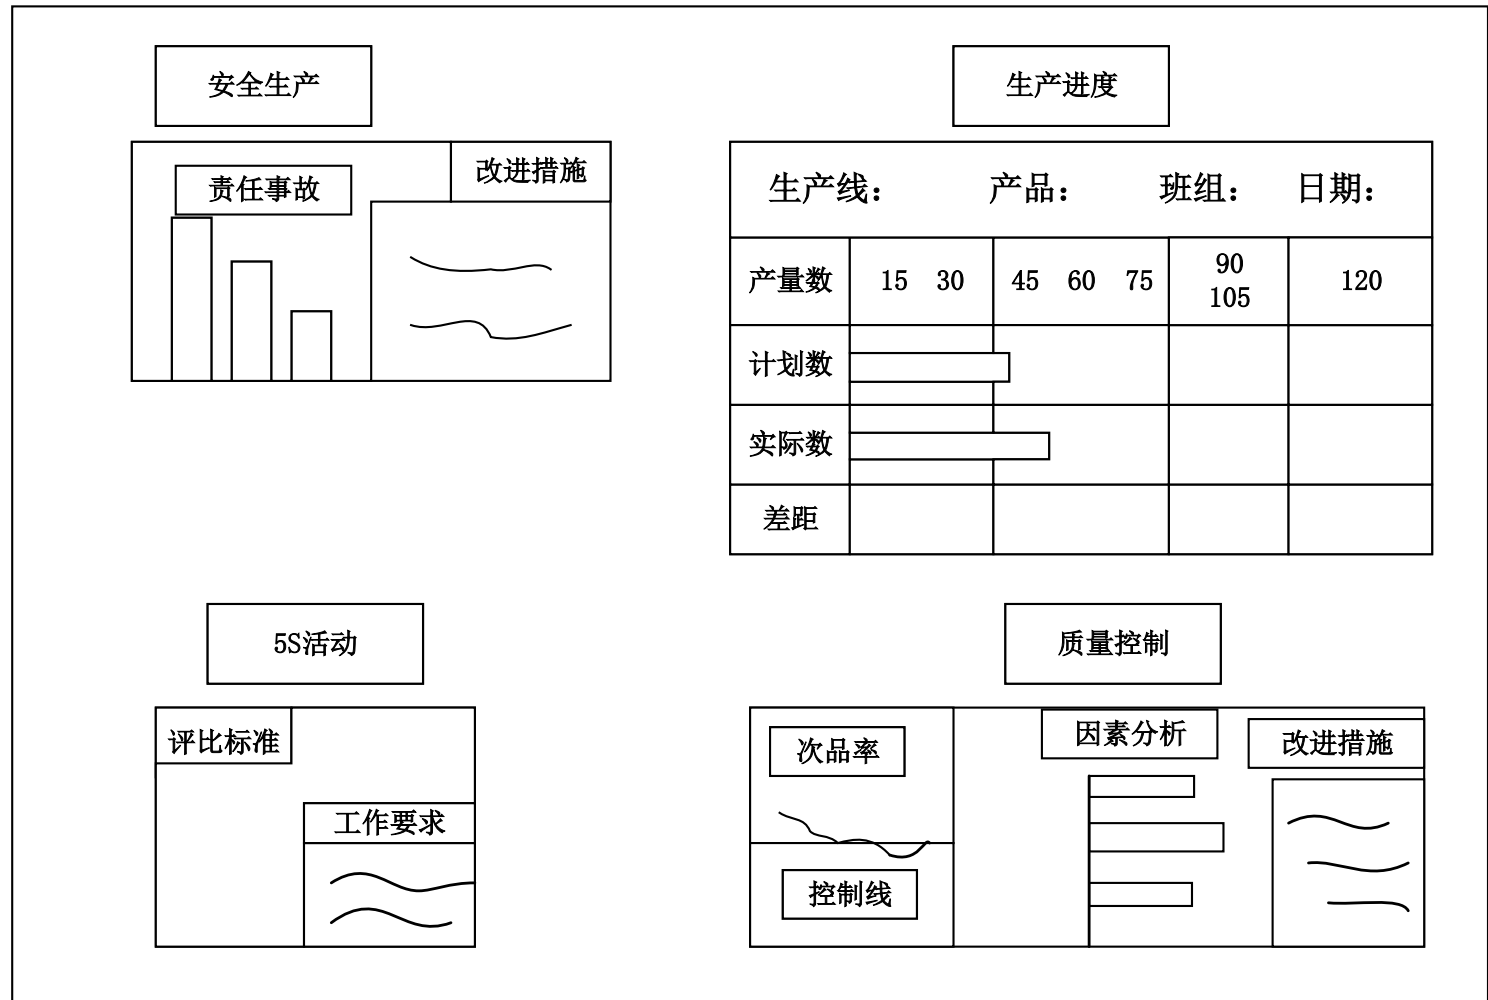 安全生产
责任事故
改进措施
生产进度
生产线： 产品： 班组： 日期：
产量数 15 30 45 60 75 90 105 120
计划数
实际数
差距
5S活动
评比标准
工作要求
质量控制
次品率
控制线
因素分析
改进措施